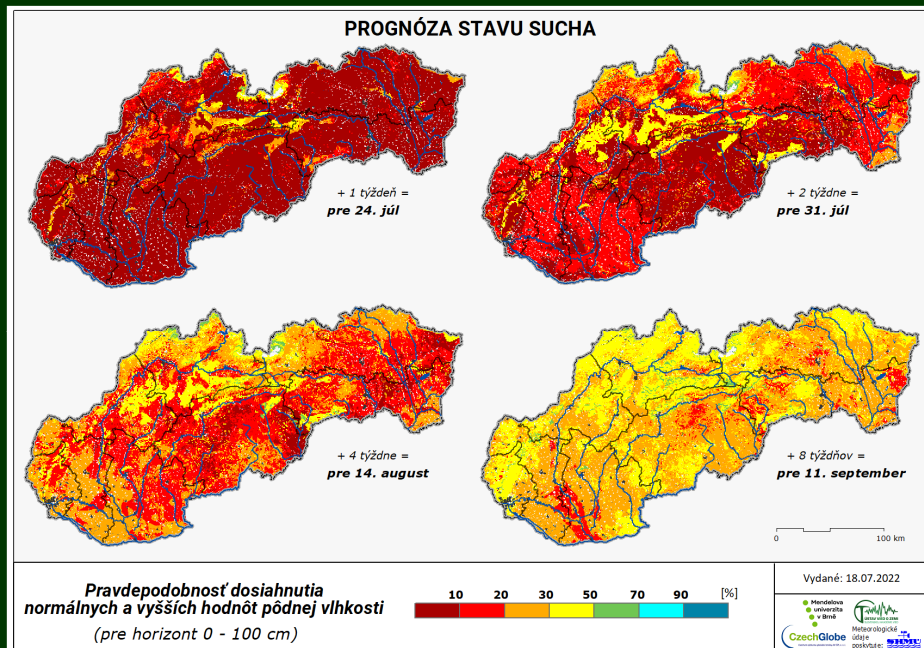 PROGNÓZA STAVU SUCHA
+ 1 týždeň =
pre 24. júl
+ 2 týždne =
pre 31. júl
+ 4 týždne =
pre 14. august
+ 8 týždňov =
pre 11. september
0 100 km
Pravdepodobnosť dosiahnutia
normálnych a vyšších hodnôt pôdnej vlhkosti
(pre horizont 0 - 100 cm)
10 20 30 50 70 90 [%]
Vydané: 18.07.2022
Mendelova
univerzita
v Brně
CzechGlobe
Meteorologické
údaje
poskytuje:
SHMÚ